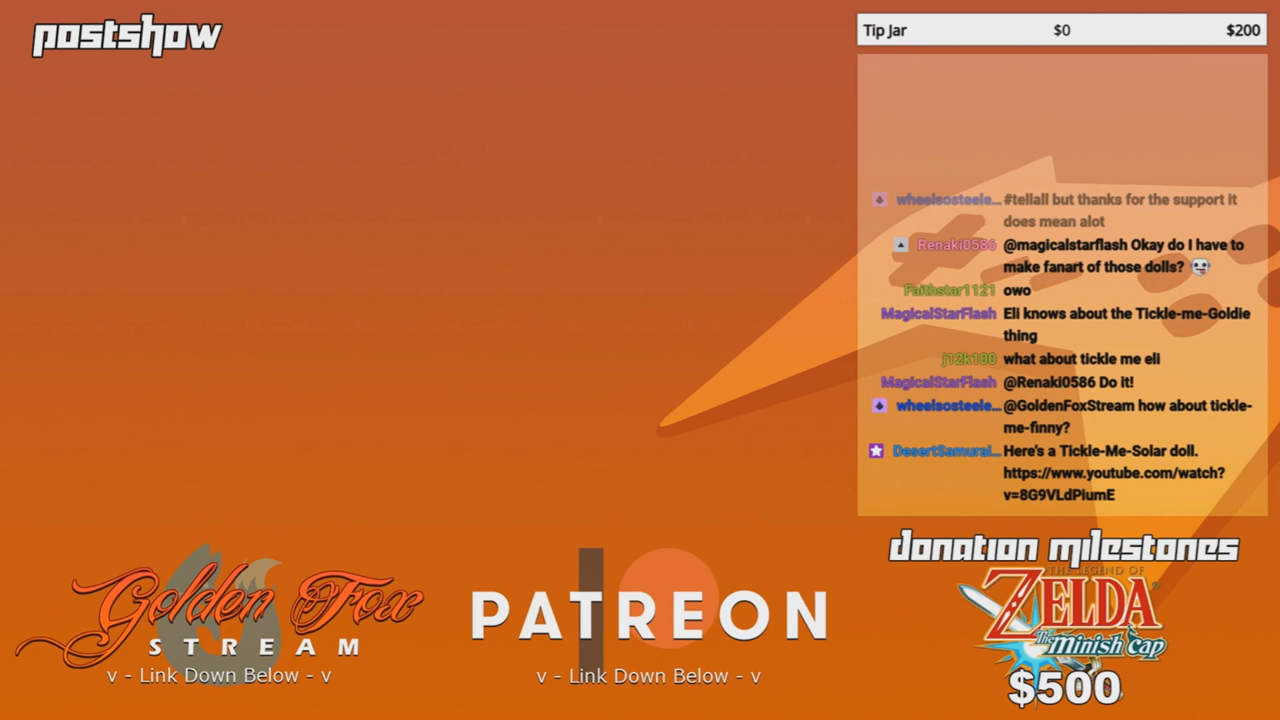 postshow
Tip Jar $0 $200
wheelsosteele... #tellall but thanks for the support it
does mean alot
Renaki0586 @magicalstarflash Okay do I have to
make fanart of those dolls?
Faithstar1121 owo
MagicalStarFlash Eli knows about the Tickle-me-Goldie
thing
j12k100 what about tickle me eli
MagicalStarFlash @Renaki0586 Do it!
wheelsosteele... @GoldenFoxStream how about tickle-
me-finny?
DesertSamurai... Here's a Tickle-Me-Solar doll.
https://www.youtube.com/watch?
v=8G9VLdPiumE
donation milestones
THE LEGEND OF
ZELDA
The Minish Cap
$500
Golden Fox
STREAM
v - Link Down Below - v
PATREON
v - Link Down Below - v